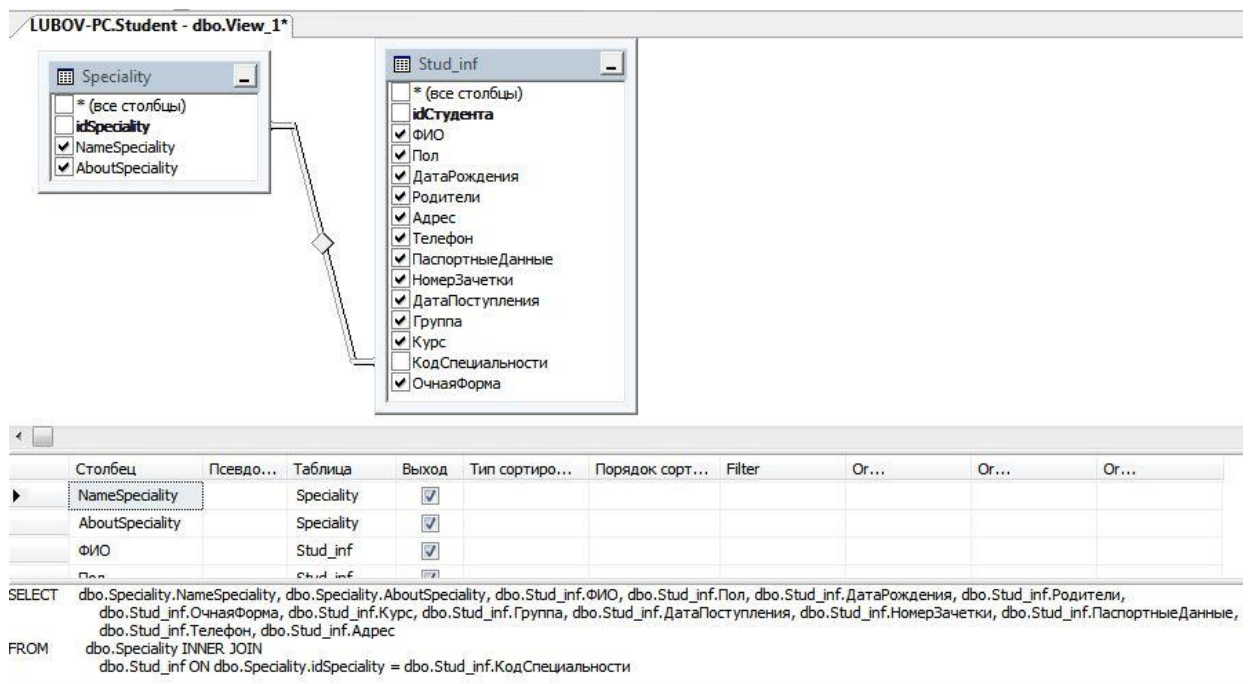 LUBOV-PC.Student - dbo.View_1*
Speciality
* (все столбцы)
idSpeciality
NameSpeciality
AboutSpeciality
Stud_inf
* (все столбцы)
idСтудента
ФИО
Пол
ДатаРождения
Родители
Адрес
Телефон
ПаспортныеДанные
НомерЗачетки
ДатаПоступления
Группа
Курс
КодСпециальности
ОчнаяФорма
Столбец Псевдо... Таблица Выход Тип сортиро... Порядок сорт... Filter Or... Or... Or...
NameSpeciality Speciality
AboutSpeciality Speciality
ФИО Stud_inf
Пол Stud_inf
SELECT dbo.Speciality.NameSpeciality, dbo.Speciality.AboutSpeciality, dbo.Stud_inf.ФИО, dbo.Stud_inf.Пол, dbo.Stud_inf.ДатаРождения, dbo.Stud_inf.Родители,
dbo.Stud_inf.ОчнаяФорма, dbo.Stud_inf.Курс, dbo.Stud_inf.Группа, dbo.Stud_inf.ДатаПоступления, dbo.Stud_inf.НомерЗачетки, dbo.Stud_inf.ПаспортныеДанные,
dbo.Stud_inf.Телефон, dbo.Stud_inf.Адрес
FROM dbo.Speciality INNER JOIN
dbo.Stud_inf ON dbo.Speciality.idSpeciality = dbo.Stud_inf.КодСпециальности